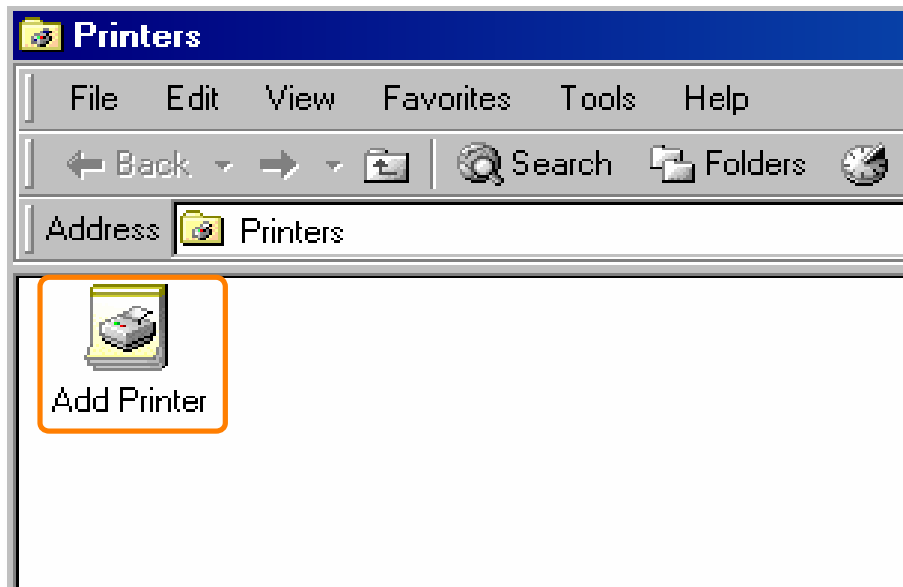 Printers
File Edit View Favorites Tools Help
Back Search Folders
Address Printers
Add Printer